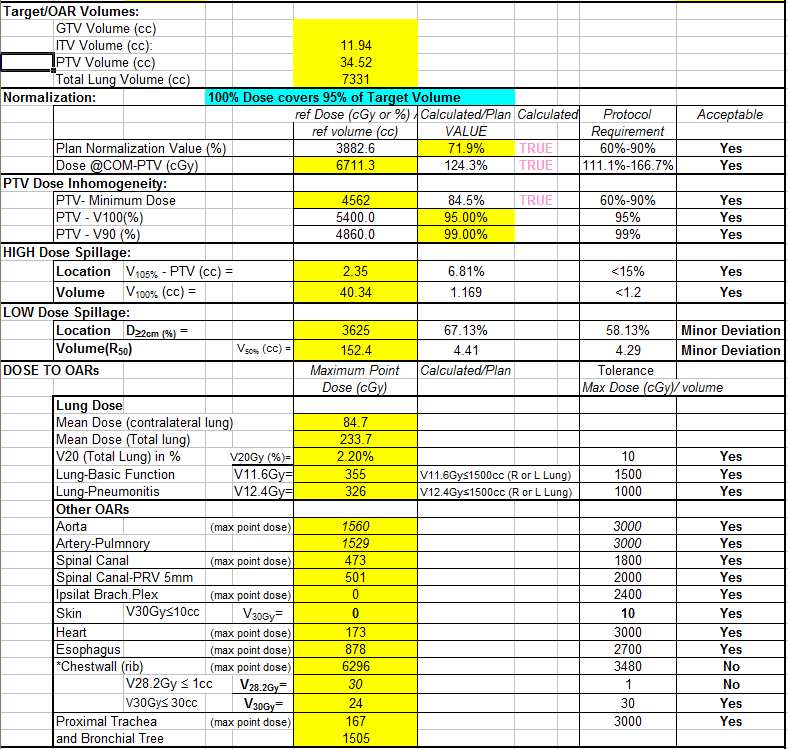 Target/OAR Volumes:
GTV Volume (cc)
ITV Volume (cc): 11.94
PTV Volume (cc) 34.52
Total Lung Volume (cc) 7331
Normalization: 100% Dose covers 95% of Target Volume
ref Dose (cGy or %) / Calculated/Plan Calculated Protocol Acceptable
ref volume (cc) VALUE Requirement
Plan Normalization Value (%) 3882.6 71.9% TRUE 60%-90% Yes
Dose @COM-PTV (cGy) 6711.3 124.3% TRUE 111.1%-166.7% Yes
PTV Dose Inhomogeneity:
PTV- Minimum Dose 4562 84.5% TRUE 60%-90% Yes
PTV - V100(%) 5400.0 95.00% 95% Yes
PTV - V90 (%) 4860.0 99.00% 99% Yes
HIGH Dose Spillage:
Location V105% - PTV (cc) = 2.35 6.81% <15% Yes
Volume V100% (cc) = 40.34 1.169 <1.2 Yes
LOW Dose Spillage:
Location D≥2cm (%) = 3625 67.13% 58.13% Minor Deviation
Volume(R50) V50% (cc) = 152.4 4.41 4.29 Minor Deviation
DOSE TO OARs Maximum Point Calculated/Plan Tolerance
Dose (cGy) Max Dose (cGy)/ volume
Lung Dose
Mean Dose (contralateral lung) 84.7
Mean Dose (Total lung) 233.7
V20 (Total Lung) in % V20Gy (%)= 2.20% 10 Yes
Lung-Basic Function V11.6Gy= 355 V11.6Gy≤1500cc (R or L Lung) 1500 Yes
Lung-Pneumonitis V12.4Gy= 326 V12.4Gy≤1500cc (R or L Lung) 1000 Yes
Other OARs
Aorta (max point dose) 1560 3000 Yes
Artery-Pulmnory 1529 3000 Yes
Spinal Canal (max point dose) 473 1800 Yes
Spinal Canal-PRV 5mm 501 2000 Yes
Ipsilat Brach.Plex (max point dose) 0 2400 Yes
Skin V30Gy≤10cc V30Gy= 0 10 Yes
Heart (max point dose) 173 3000 Yes
Esophagus (max point dose) 878 2700 Yes
*Chestwall (rib) (max point dose) 6296 3480 No
V28.2Gy ≤ 1cc V28.2Gy= 30 1 No
V30Gy≤ 30cc V30Gy= 24 30 Yes
Proximal Trachea (max point dose) 167 3000 Yes
and Bronchial Tree 1505